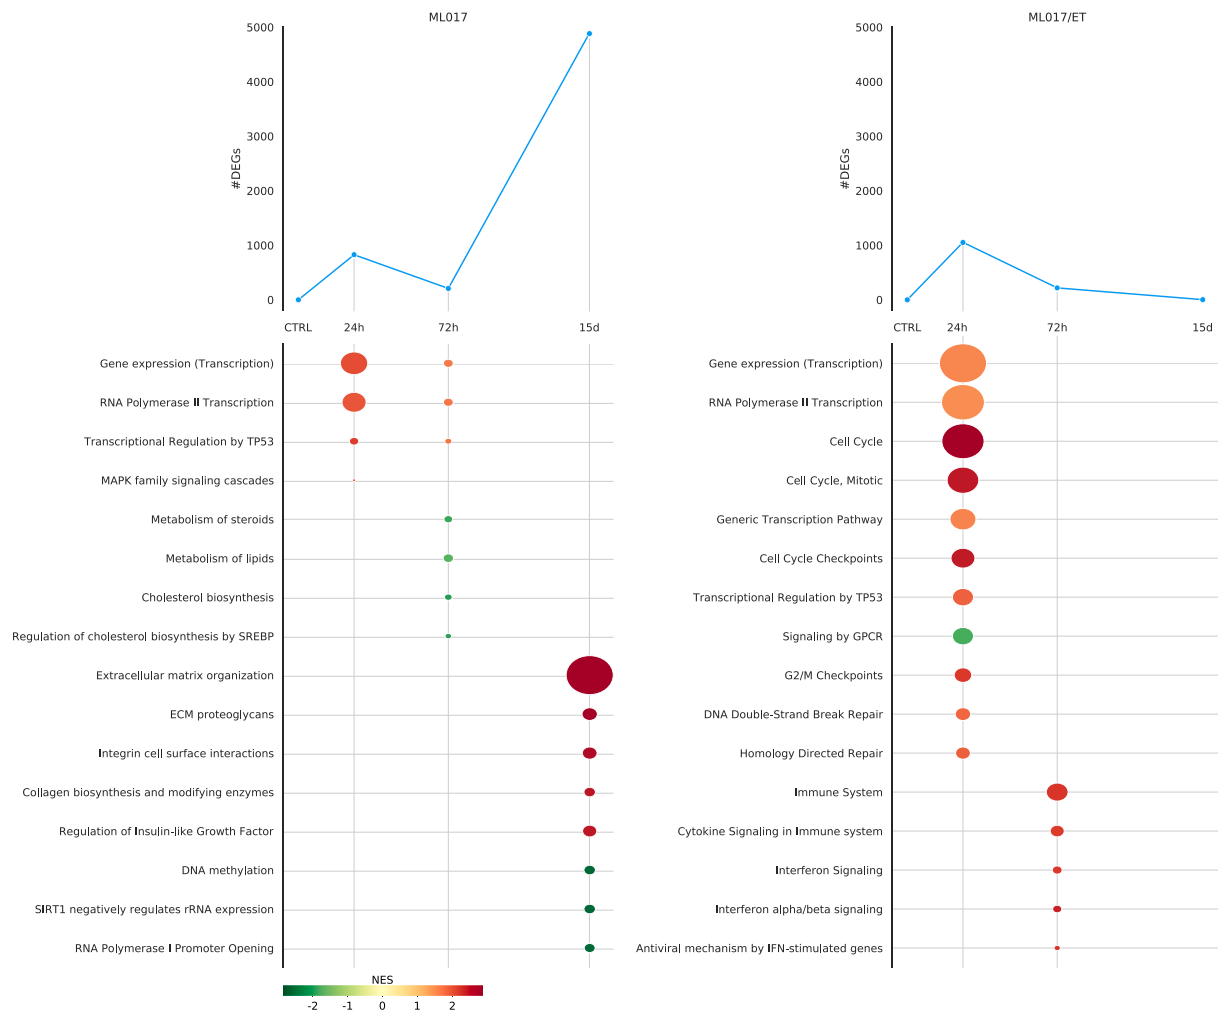 ML017
5000
4000
3000
2000
1000
0
#DEGs
CTRL 24h 72h 15d
Gene expression (Transcription)
RNA Polymerase II Transcription
Transcriptional Regulation by TP53
MAPK family signaling cascades
Metabolism of steroids
Metabolism of lipids
Cholesterol biosynthesis
Regulation of cholesterol biosynthesis by SREBP
Extracellular matrix organization
ECM proteoglycans
Integrin cell surface interactions
Collagen biosynthesis and modifying enzymes
Regulation of Insulin-like Growth Factor
DNA methylation
SIRT1 negatively regulates rRNA expression
RNA Polymerase I Promoter Opening
NES
-2 -1 0 1 2
ML017/ET
5000
4000
3000
2000
1000
0
#DEGs
CTRL 24h 72h 15d
Gene expression (Transcription)
RNA Polymerase II Transcription
Cell Cycle
Cell Cycle, Mitotic
Generic Transcription Pathway
Cell Cycle Checkpoints
Transcriptional Regulation by TP53
Signaling by GPCR
G2/M Checkpoints
DNA Double-Strand Break Repair
Homology Directed Repair
Immune System
Cytokine Signaling in Immune system
Interferon Signaling
Interferon alpha/beta signaling
Antiviral mechanism by IFN-stimulated genes